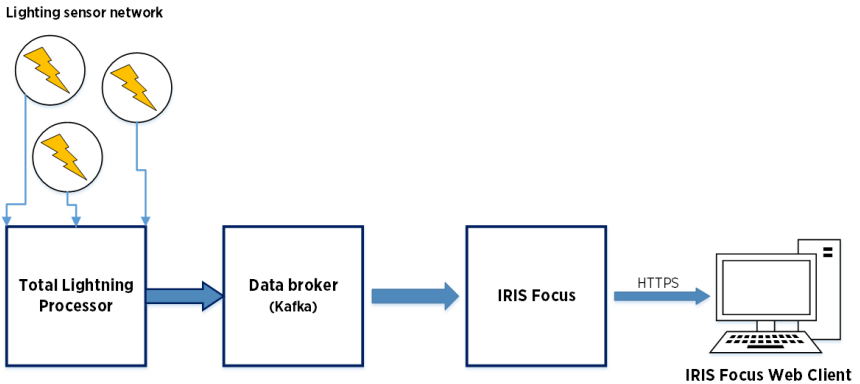 Lighting sensor network
Total Lightning
Processor
Data broker
(Kafka)
IRIS Focus
HTTPS
IRIS Focus Web Client